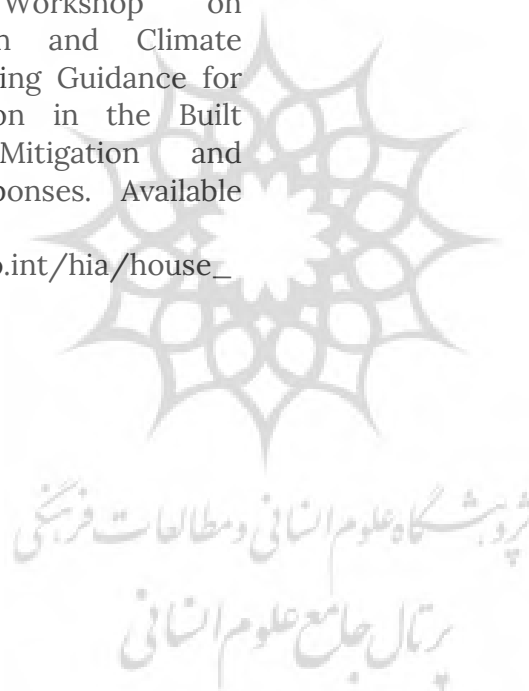 Workshop on
and Climate
ing Guidance for
on in the Built
Mitigation and
ponses. Available
.int/hia/house_
پژوهشگاه علوم انسانی و مطالعات فرهنگی
پرتال جامع علوم انسانی